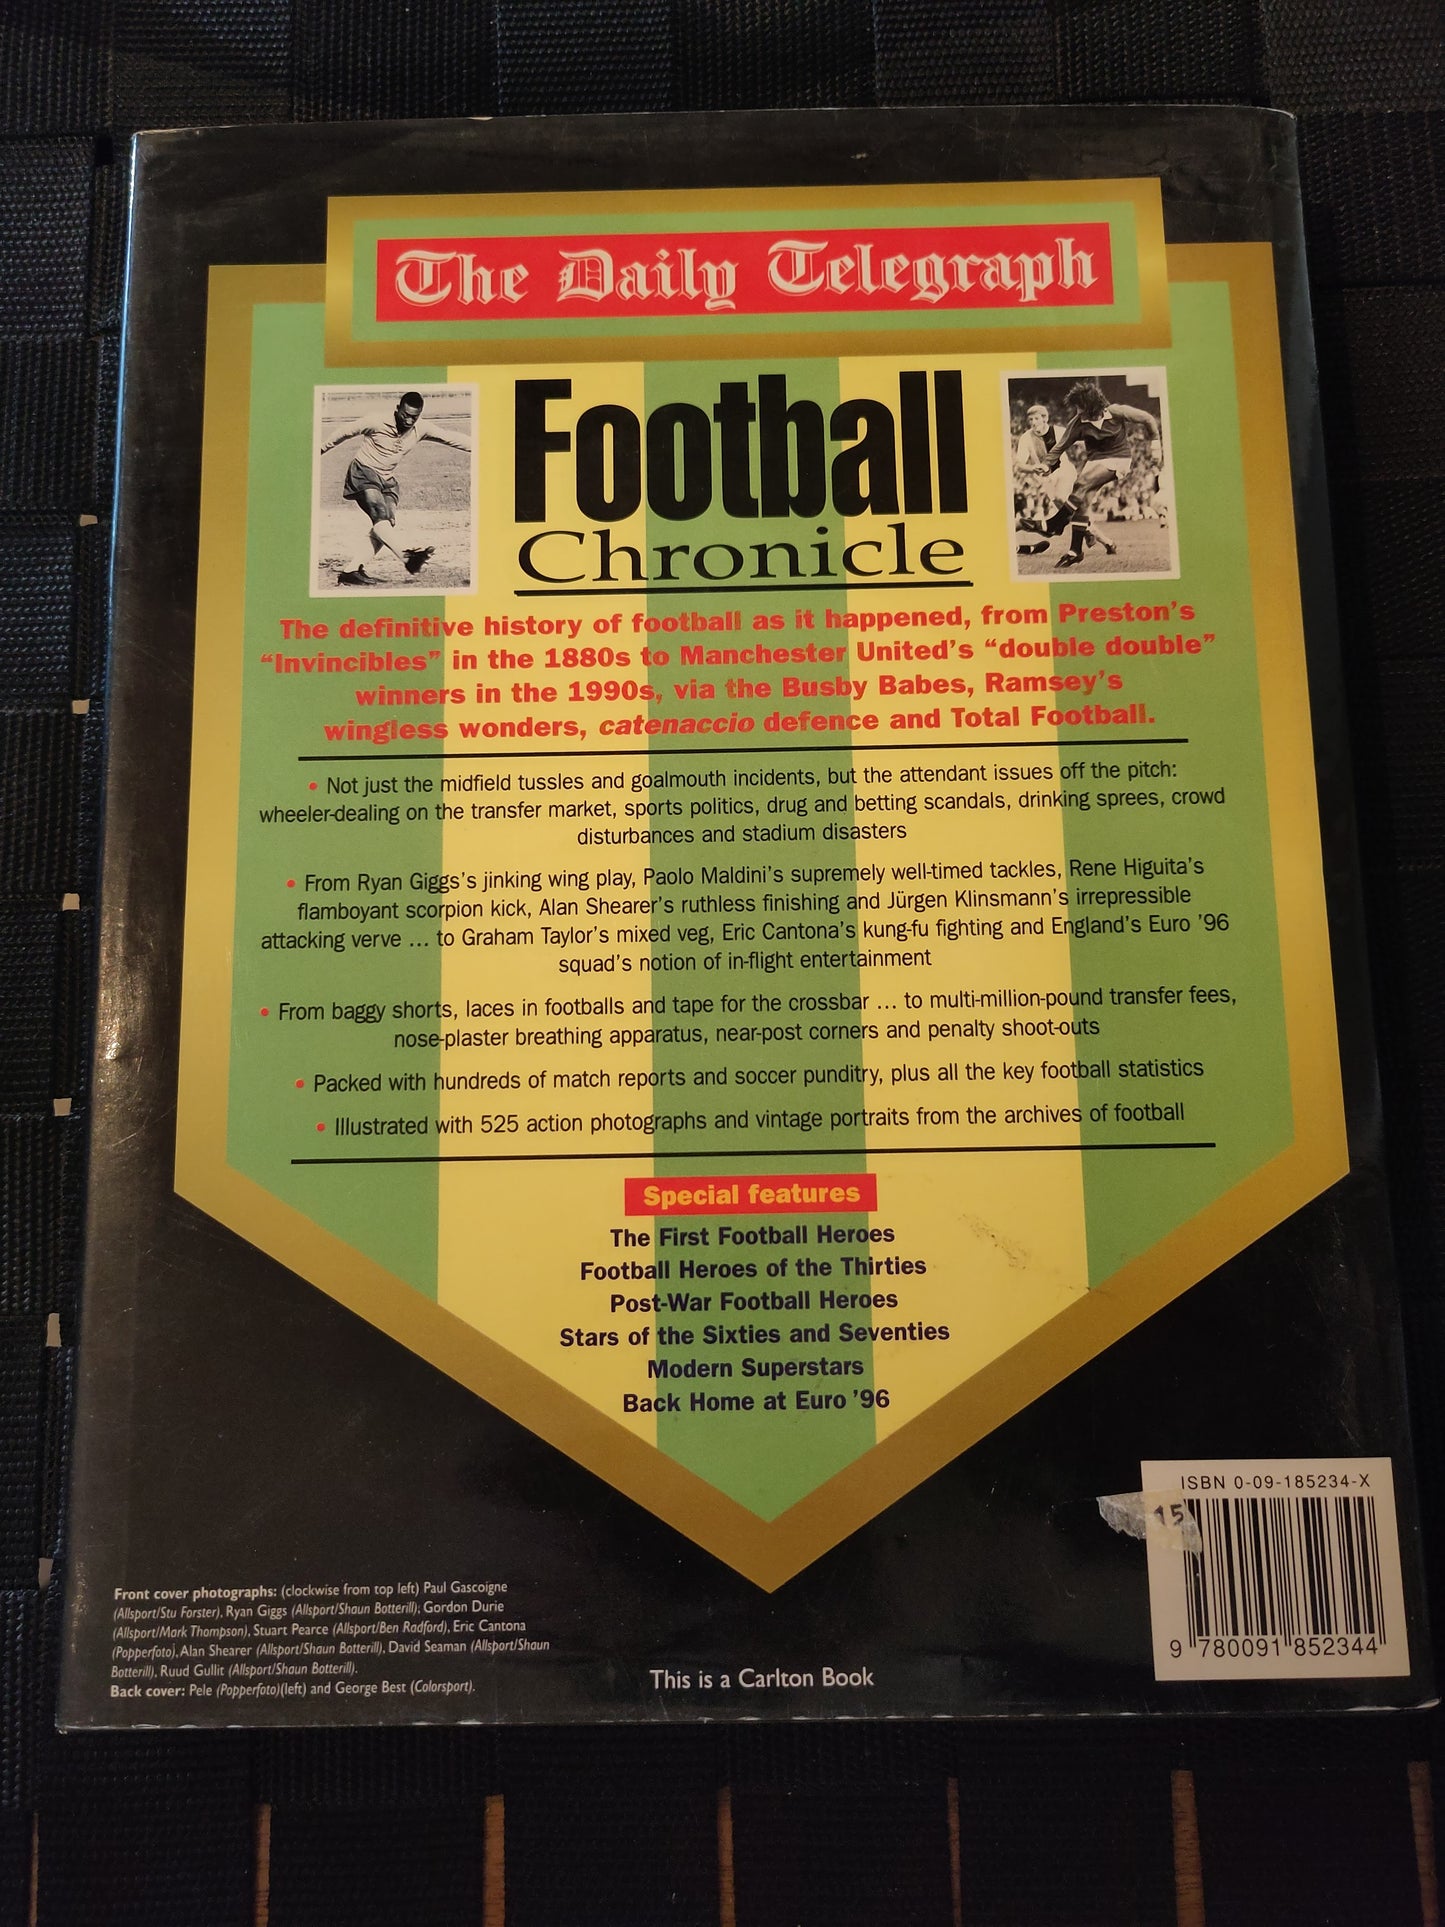 The Daily Telegraph
Football
Chronicle
The definitive history of football as it happened, from Preston's
"Invincibles" in the 1880s to Manchester United's "double double"
winners in the 1990s, via the Busby Babes, Ramsey's
wingless wonders, catenaccio defence and Total Football.
• Not just the midfield tussles and goalmouth incidents, but the attendant issues off the pitch:
wheeler-dealing on the transfer market, sports politics, drug and betting scandals, drinking sprees, crowd
disturbances and stadium disasters
• From Ryan Giggs's jinking wing play, Paolo Maldini's supremely well-timed tackles, Rene Higuita's
flamboyant scorpion kick, Alan Shearer's ruthless finishing and Jürgen Klinsmann's irrepressible
attacking verve ... to Graham Taylor's mixed veg, Eric Cantona's kung-fu fighting and England's Euro '96
squad's notion of in-flight entertainment
• From baggy shorts, laces in footballs and tape for the crossbar ... to multi-million-pound transfer fees,
nose-plaster breathing apparatus, near-post corners and penalty shoot-outs
• Packed with hundreds of match reports and soccer punditry, plus all the key football statistics
• Illustrated with 525 action photographs and vintage portraits from the archives of football
Special features
The First Football Heroes
Football Heroes of the Thirties
Post-War Football Heroes
Stars of the Sixties and Seventies
Modern Superstars
Back Home at Euro '96
Front cover photographs: (clockwise from top left) Paul Gascoigne
(Allsport/Stu Forster), Ryan Giggs (Allsport/Shaun Botterill); Gordon Durie
(Allsport/Mark Thompson), Stuart Pearce (Allsport/Ben Radford), Eric Cantona
(Popperfoto), Alan Shearer (Allsport/Shaun Botterill), David Seaman (Allsport/Shaun
Botterill), Ruud Gullit (Allsport/Shaun Botterill).
Back cover: Pele (Popperfoto)(left) and George Best (Colorsport).
This is a Carlton Book
ISBN 0-09-185234-X
15
9 780091 852344